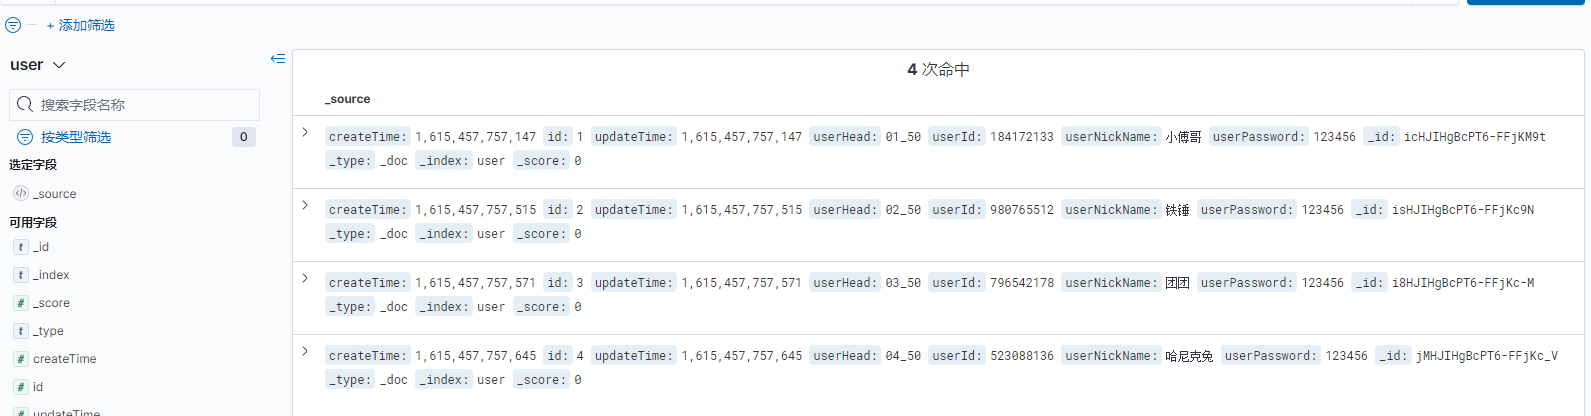 + 添加筛选
user
搜索字段名称
按类型筛选 0
选定字段
_source
可用字段
_id
_index
_score
_type
createTime
id
updateTime
4 次命中
_source
createTime: 1,615,457,757,147 id: 1 updateTime: 1,615,457,757,147 userHead: 01_50 userId: 184172133 userNickName: 小傅哥 userPassword: 123456 _id: icHJIHgBcPT6-FFjKM9t
_type: _doc _index: user _score: 0
createTime: 1,615,457,757,515 id: 2 updateTime: 1,615,457,757,515 userHead: 02_50 userId: 980765512 userNickName: 铁锤 userPassword: 123456 _id: isHJIHgBcPT6-FFjKc9N
_type: _doc _index: user _score: 0
createTime: 1,615,457,757,571 id: 3 updateTime: 1,615,457,757,571 userHead: 03_50 userId: 796542178 userNickName: 团团 userPassword: 123456 _id: i8HJIHgBcPT6-FFjKc-M
_type: _doc _index: user _score: 0
createTime: 1,615,457,757,645 id: 4 updateTime: 1,615,457,757,645 userHead: 04_50 userId: 523088136 userNickName: 哈尼克兔 userPassword: 123456 _id: jMHJIHgBcPT6-FFjKc_V
_type: _doc _index: user _score: 0